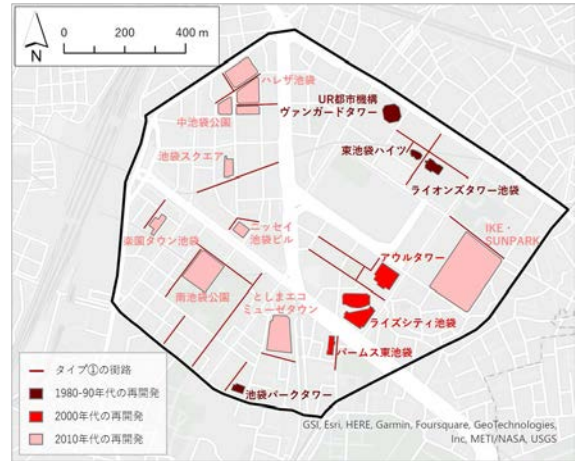 0 200 400 m
N
ハレザ池袋
中池袋公園
UR都市機構
ヴァンガードタワー
東池袋ハイツ
ライオンズタワー池袋
池袋スクエア
IKE・
SUNPARK
楽園タウン池袋
ニッセイ
池袋ビル
アウルタワー
南池袋公園
としまエコ
ミューゼタウン
ライズシティ池袋
パームス東池袋
池袋パークタワー
タイプ①の街路
1980-90年代の再開発
2000年代の再開発
2010年代の再開発
GSI, Esri, HERE, Garmin, Foursquare, GeoTechnologies,
Inc, METI/NASA, USGS